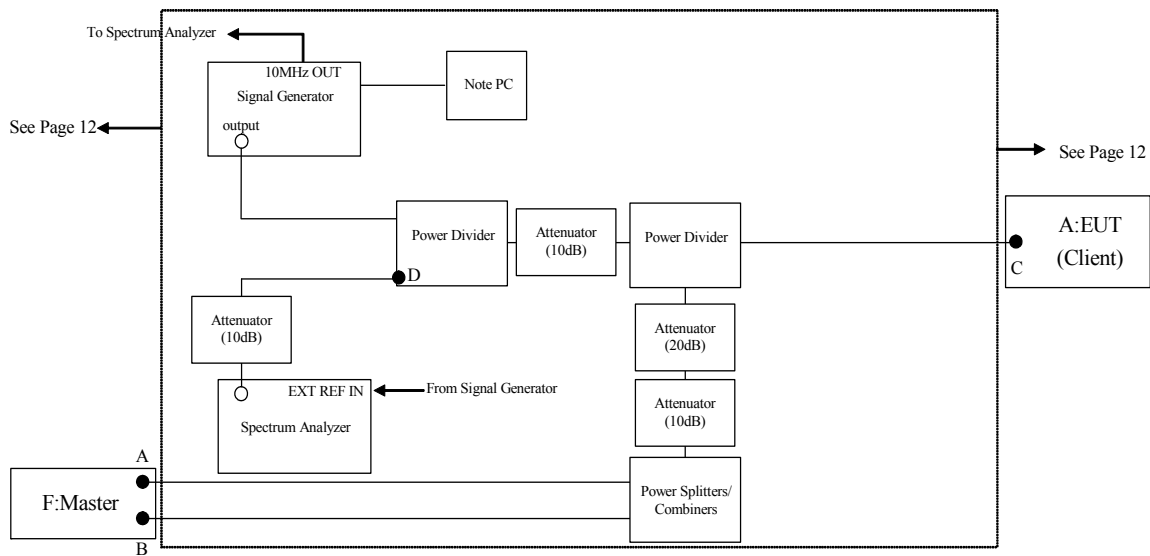 To Spectrum Analyzer
10MHz OUT
Signal Generator
output
Note PC
See Page 12
See Page 12
Power Divider
Attenuator
(10dB)
Power Divider
A:EUT
(Client)
C
D
Attenuator
(10dB)
Attenuator
(20dB)
EXT REF IN
From Signal Generator
Spectrum Analyzer
Attenuator
(10dB)
A
F:Master
B
Power Splitters/
Combiners